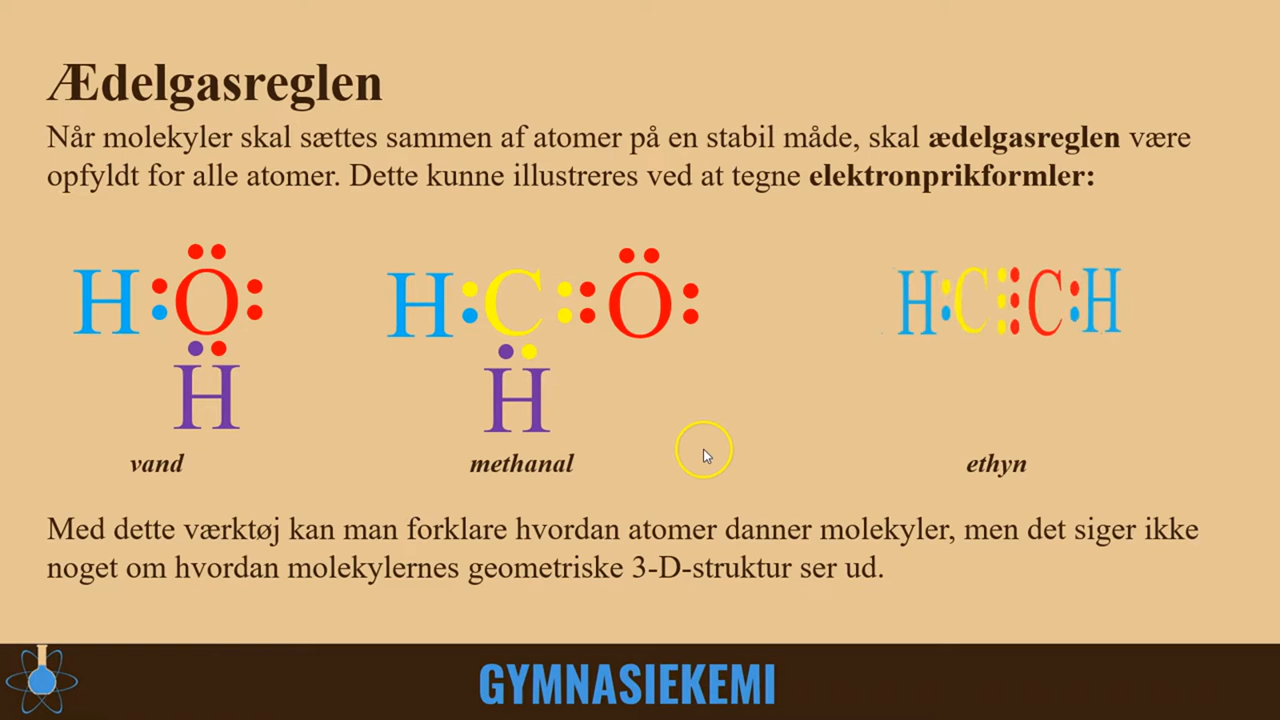 Ædelgasreglen
Når molekyler skal sættes sammen af atomer på en stabil måde, skal ædelgasreglen være
opfyldt for alle atomer. Dette kunne illustreres ved at tegne elektronprikformler:
H O H C O H C C H
H H
vand methanal ethyn
Med dette værktøj kan man forklare hvordan atomer danner molekyler, men det siger ikke
noget om hvordan molekylernes geometriske 3-D-struktur ser ud.
GYMNASIEKEMI